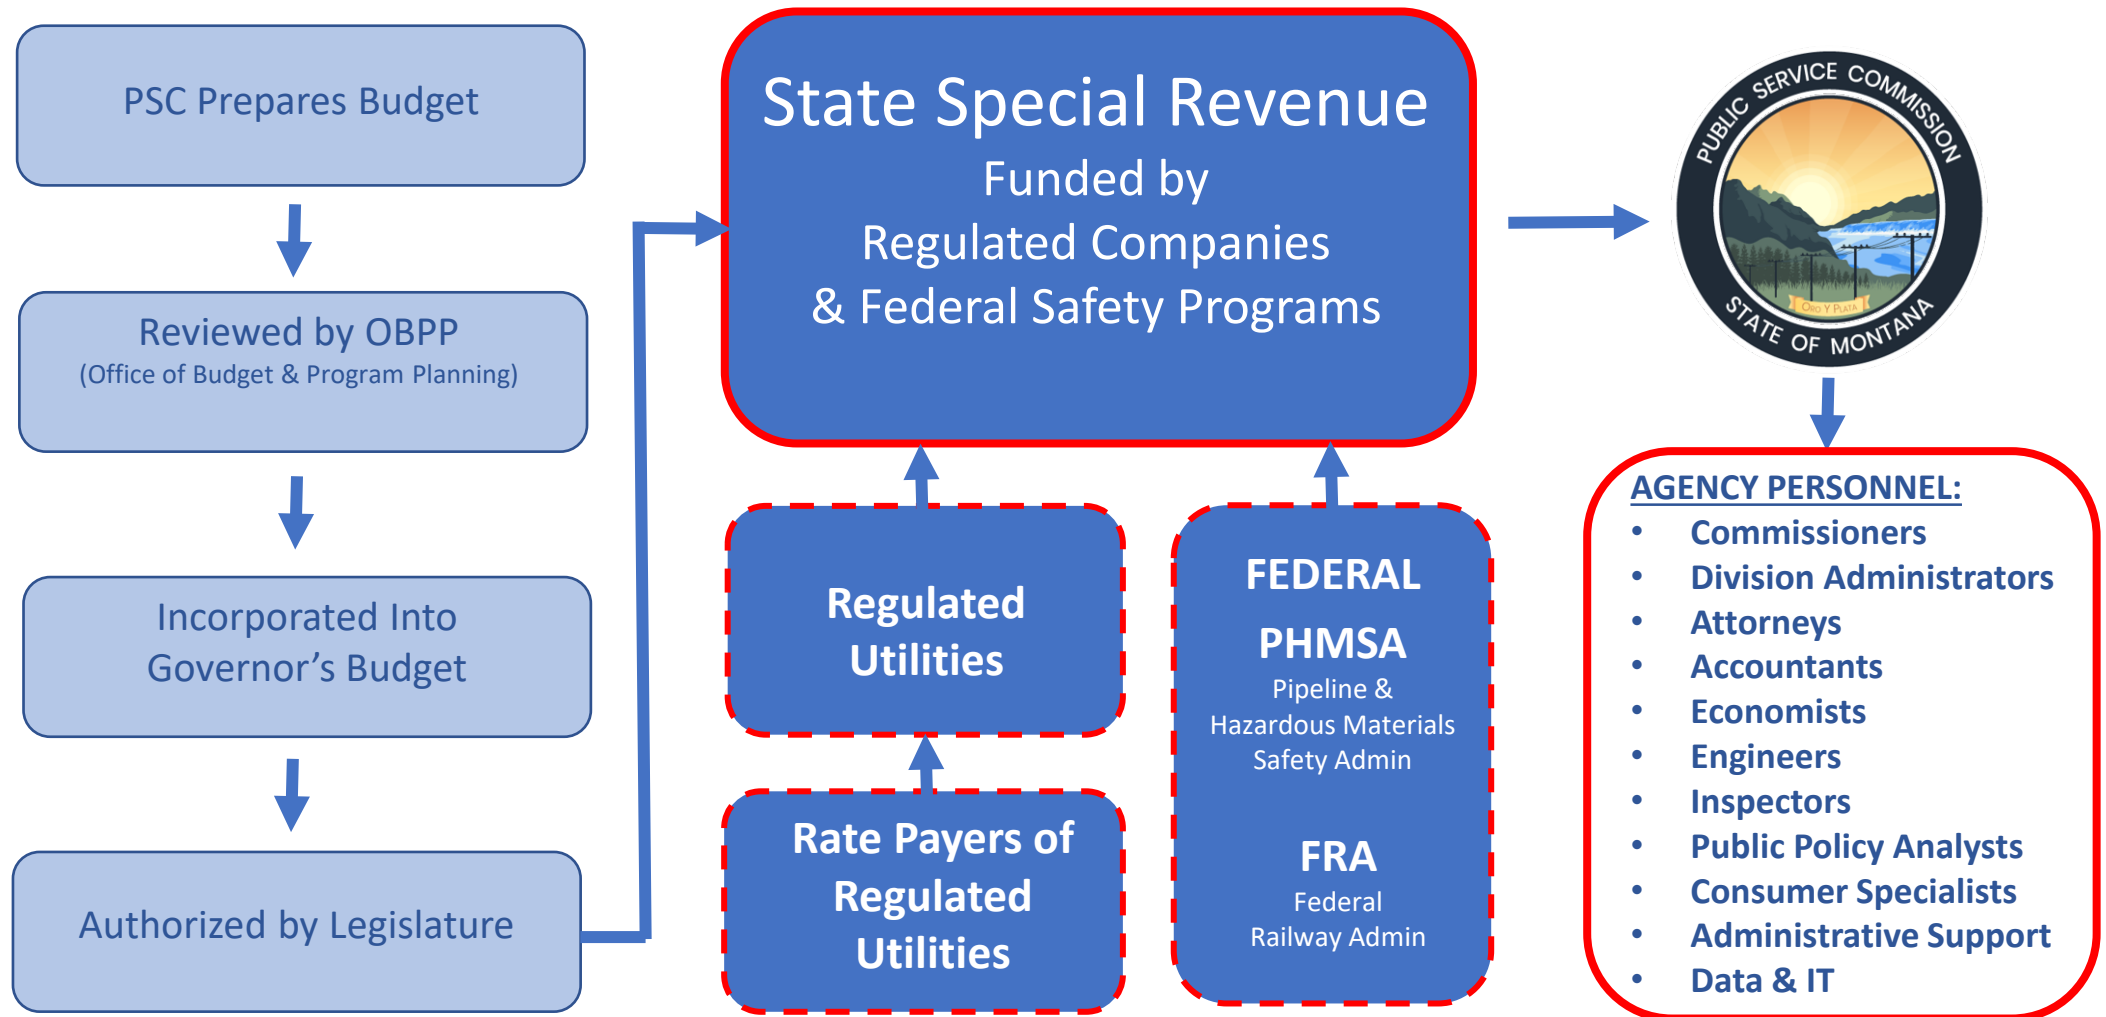 PSC Prepares Budget
Reviewed by OBPP
(Office of Budget & Program Planning)
Incorporated Into
Governor’s Budget
Authorized by Legislature
State Special Revenue
Funded by
Regulated Companies
& Federal Safety Programs
Regulated
Utilities
Rate Payers of
Regulated
Utilities
FEDERAL
PHMSA
Pipeline &
Hazardous Materials
Safety Admin
FRA
Federal
Railway Admin
PUBLIC SERVICE COMMISSION
ORO Y PLATA
STATE OF MONTANA
AGENCY PERSONNEL:
• Commissioners
• Division Administrators
• Attorneys
• Accountants
• Economists
• Engineers
• Inspectors
• Public Policy Analysts
• Consumer Specialists
• Administrative Support
• Data & IT